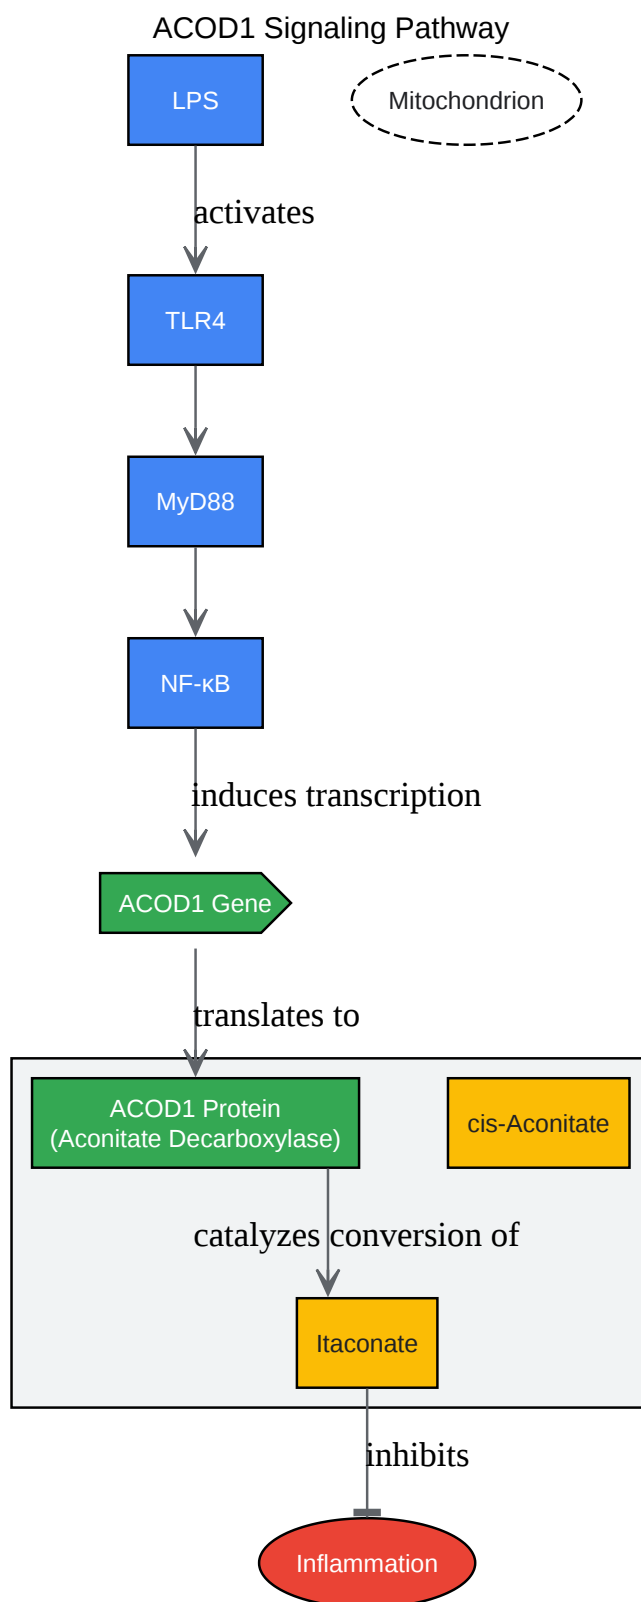 ACOD1 Signaling Pathway
LPS
Mitochondrion
activates
TLR4
MyD88
NF-κB
induces transcription
ACOD1 Gene
translates to
ACOD1 Protein
(Aconitate Decarboxylase)
cis-Aconitate
catalyzes conversion of
Itaconate
inhibits
Inflammation